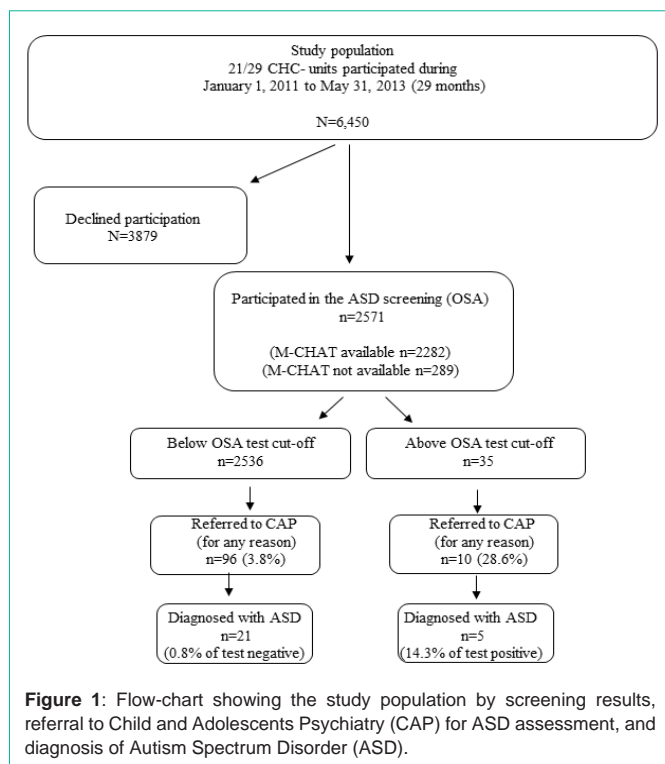 Study population
21/29 CHC- units participated during
January 1, 2011 to May 31, 2013 (29 months)
N=6,450
Declined participation
N=3879
Participated in the ASD screening (OSA)
n=2571
(M-CHAT available n=2282)
(M-CHAT not available n=289)
Below OSA test cut-off
n=2536
Above OSA test cut-off
n=35
Referred to CAP
(for any reason)
n=96 (3.8%)
Referred to CAP
(for any reason)
n=10 (28.6%)
Diagnosed with ASD
n=21
(0.8% of test negative)
Diagnosed with ASD
n=5
(14.3% of test positive)
Figure 1: Flow-chart showing the study population by screening results,
referral to Child and Adolescents Psychiatry (CAP) for ASD assessment, and
diagnosis of Autism Spectrum Disorder (ASD).